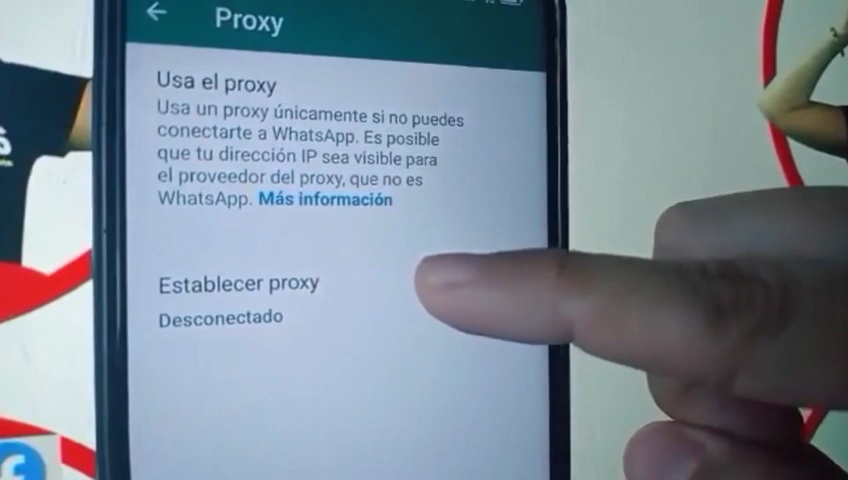 Proxy
Usa el proxy
Usa un proxy únicamente si no puedes
conectarte a WhatsApp. Es posible
que tu dirección IP sea visible para
el proveedor del proxy, que no es
WhatsApp. Más información
Establecer proxy
Desconectado